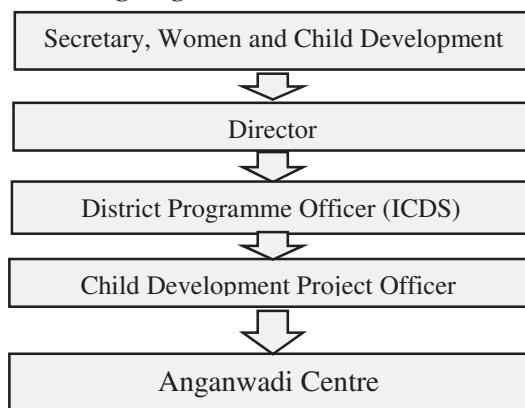 Secretary, Women and Child Development
Director
District Programme Officer (ICDS)
Child Development Project Officer
Anganwadi Centre